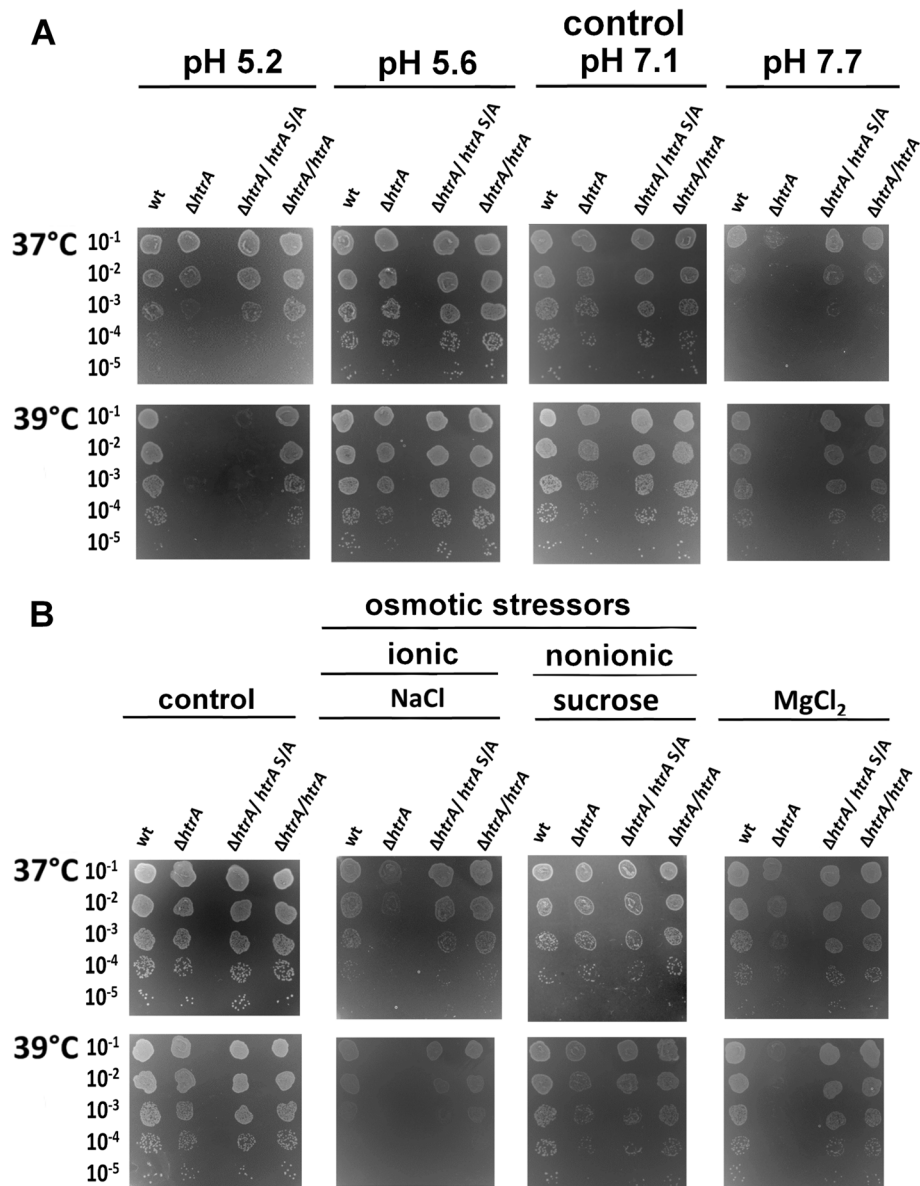 A
control
pH 5.2 pH 5.6 pH 7.1 pH 7.7
wt ΔhtrA ΔhtrA/ htrA S/A ΔhtrA/htrA wt ΔhtrA ΔhtrA/ htrA S/A ΔhtrA/htrA wt ΔhtrA ΔhtrA/ htrA S/A ΔhtrA/htrA wt ΔhtrA ΔhtrA/ htrA S/A ΔhtrA/htrA
37°C 10⁻¹
10⁻²
10⁻³
10⁻⁴
10⁻⁵
39°C 10⁻¹
10⁻²
10⁻³
10⁻⁴
10⁻⁵
B
osmotic stressors
ionic nonionic
control NaCl sucrose MgCl₂
wt ΔhtrA ΔhtrA/ htrA S/A ΔhtrA/htrA wt ΔhtrA ΔhtrA/ htrA S/A ΔhtrA/htrA wt ΔhtrA ΔhtrA/ htrA S/A ΔhtrA/htrA wt ΔhtrA ΔhtrA/ htrA S/A ΔhtrA/htrA
37°C 10⁻¹
10⁻²
10⁻³
10⁻⁴
10⁻⁵
39°C 10⁻¹
10⁻²
10⁻³
10⁻⁴
10⁻⁵